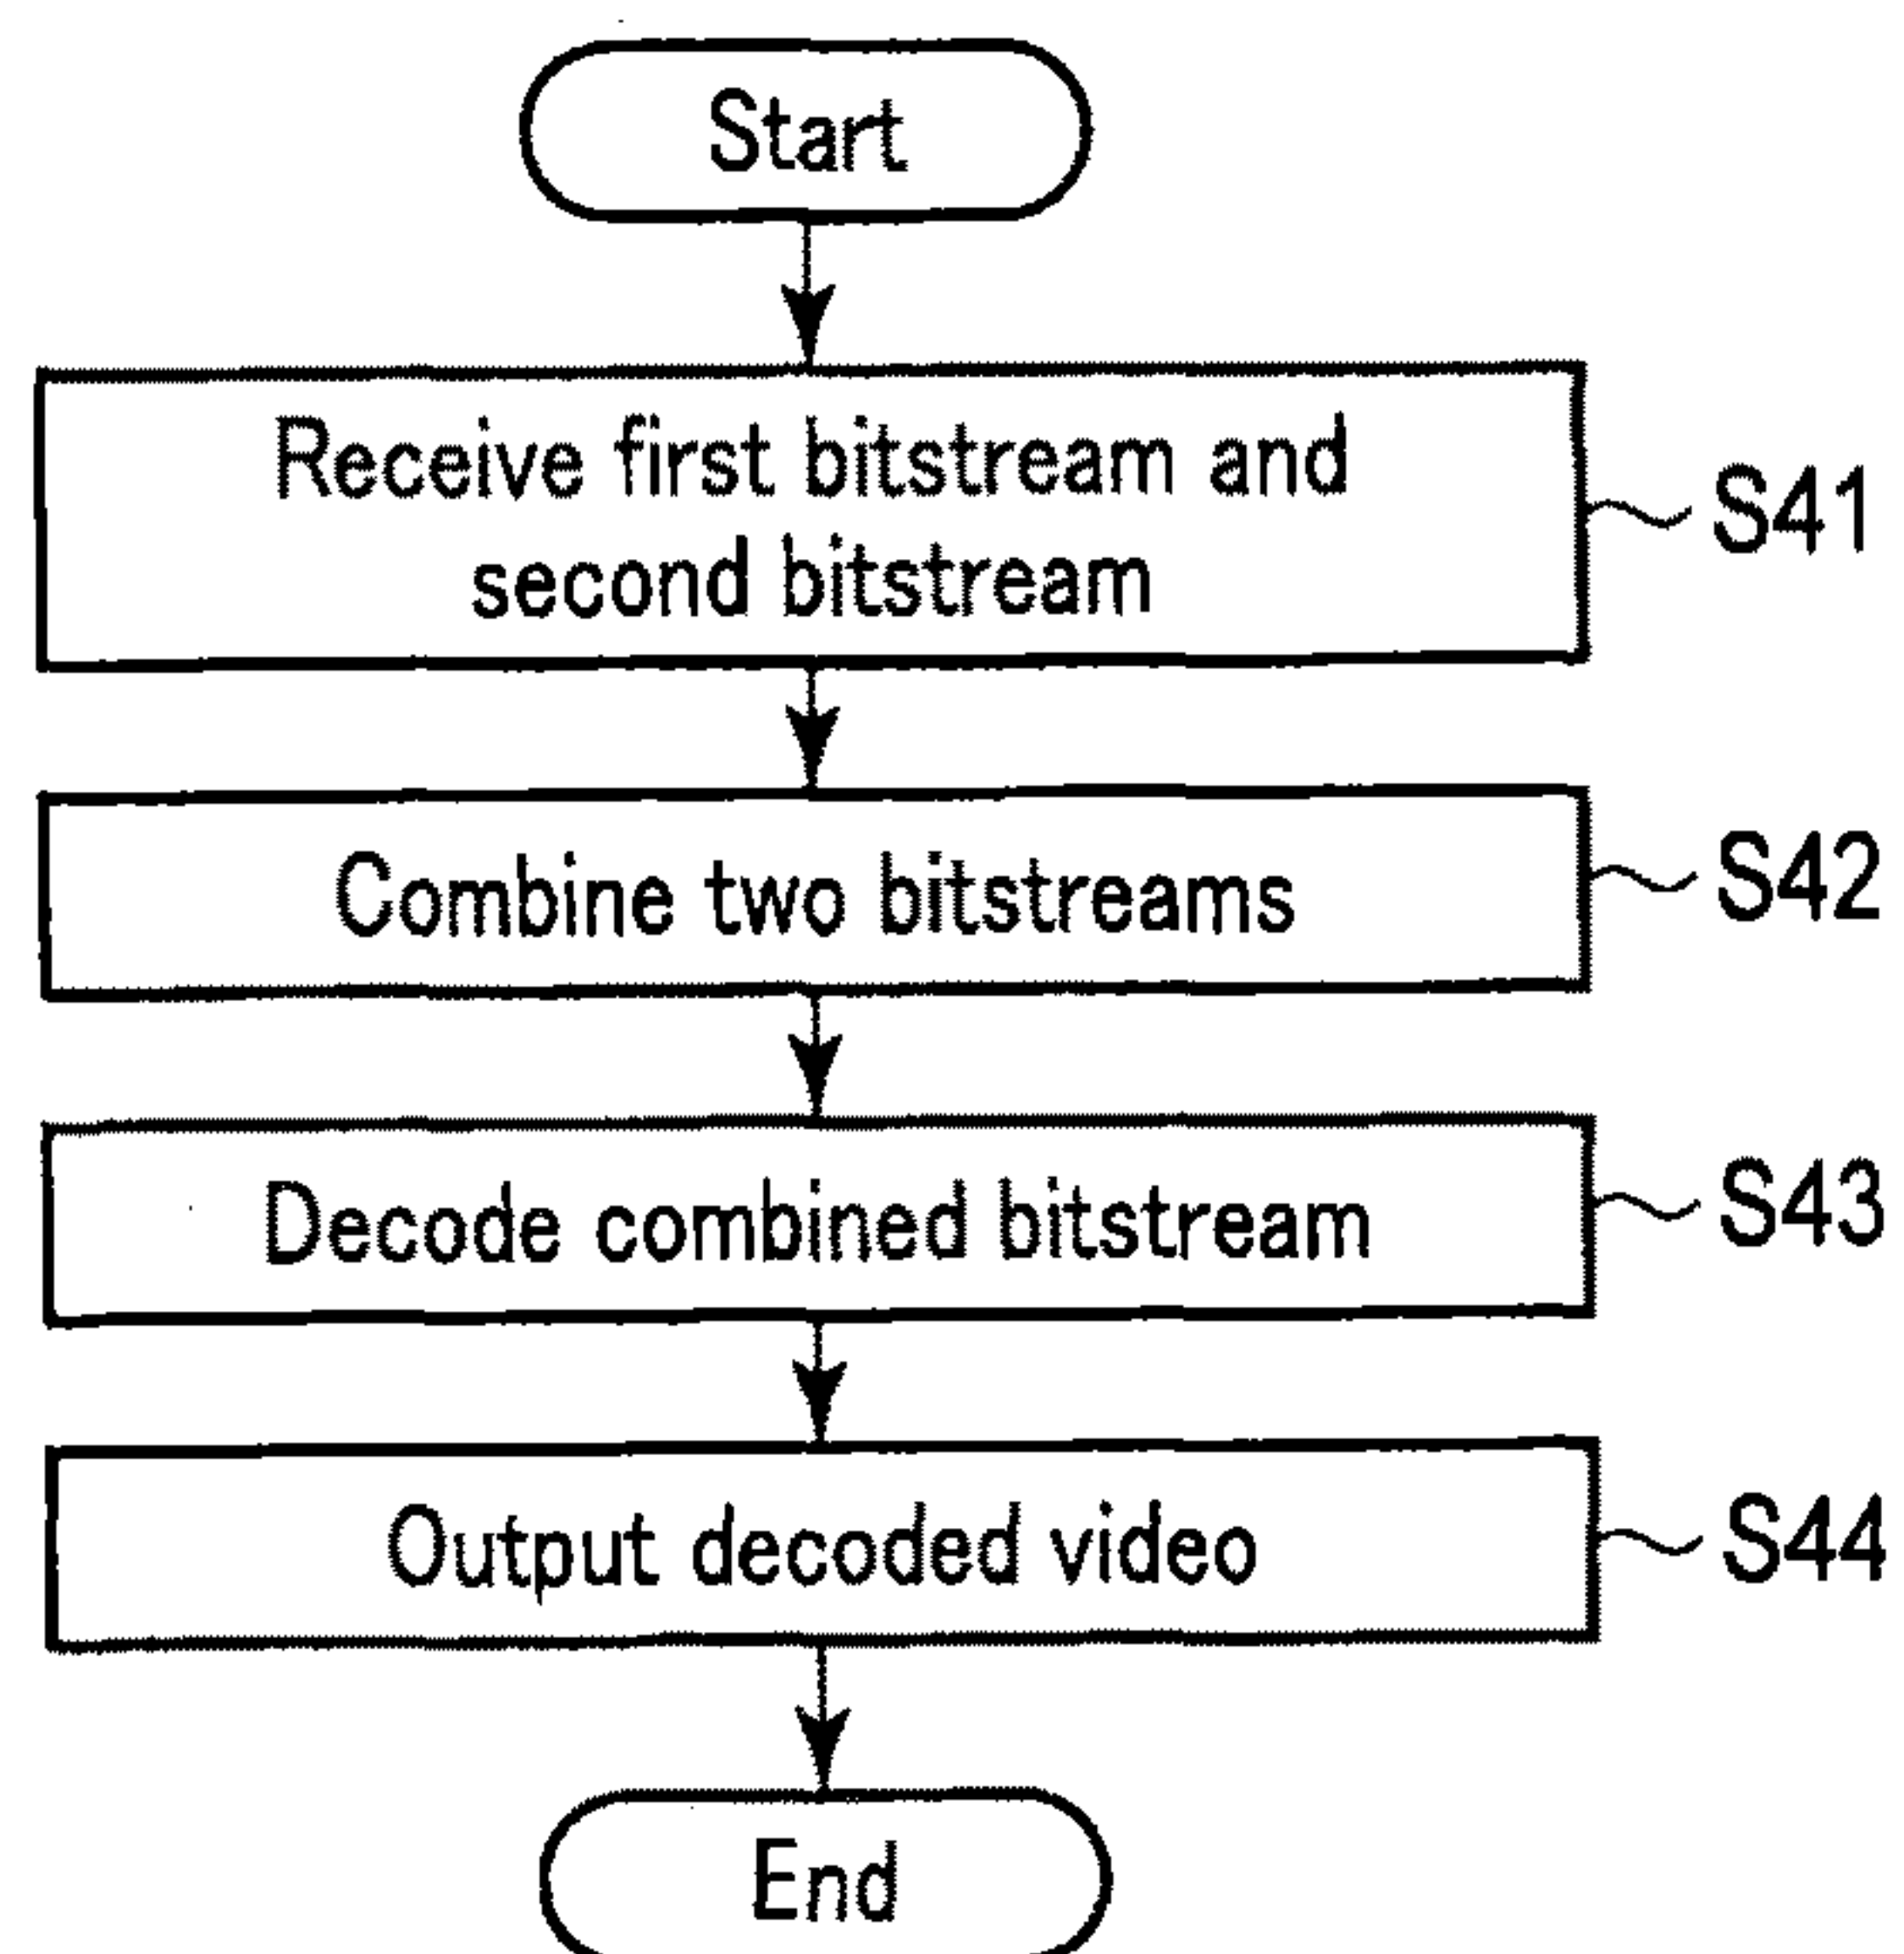 Start
Receive first bitstream and
second bitstream
S41
Combine two bitstreams
S42
Decode combined bitstream
S43
Output decoded video
S44
End